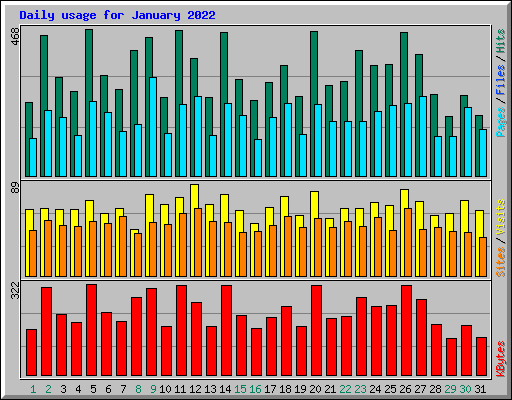 Daily usage for January 2022
468
Pages / Files / Hits
89
Sites / Visits
322
KBytes
1 2 3 4 5 6 7 8 9 10 11 12 13 14 15 16 17 18 19 20 21 22 23 24 25 26 27 28 29 30 31